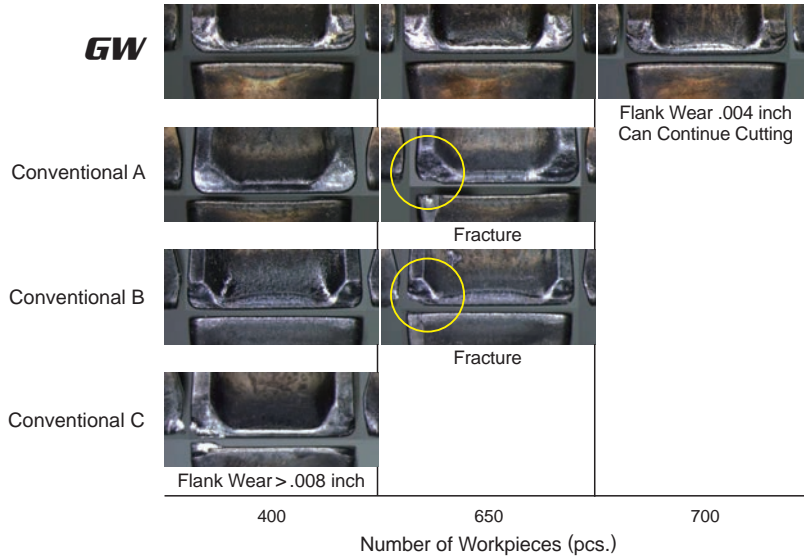 GW
Flank Wear .004 inch
Can Continue Cutting
Conventional A
Fracture
Conventional B
Fracture
Conventional C
Flank Wear > .008 inch
400 650 700
Number of Workpieces (pcs.)